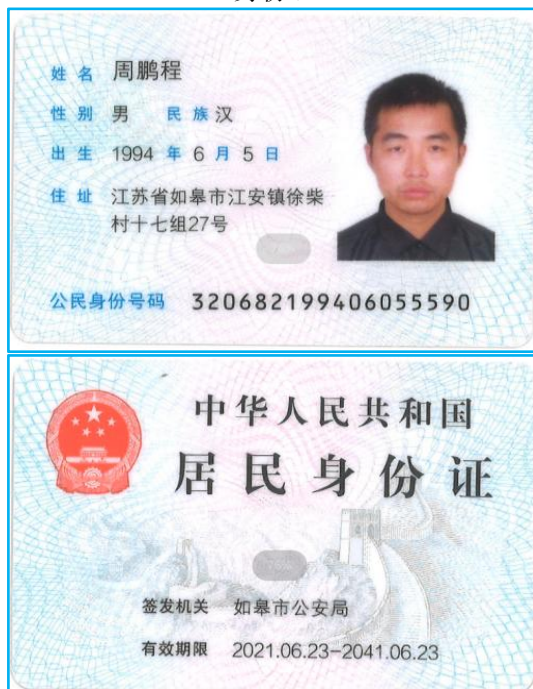 姓名 周鹏程
性别 男 民族 汉
出生 1994 年 6 月 5 日
住址 江苏省如皋市江安镇徐柴
村十七组27号
公民身份号码 320682199406055590
中华人民共和国
居民身份证
签发机关 如皋市公安局
有效期限 2021.06.23-2041.06.23